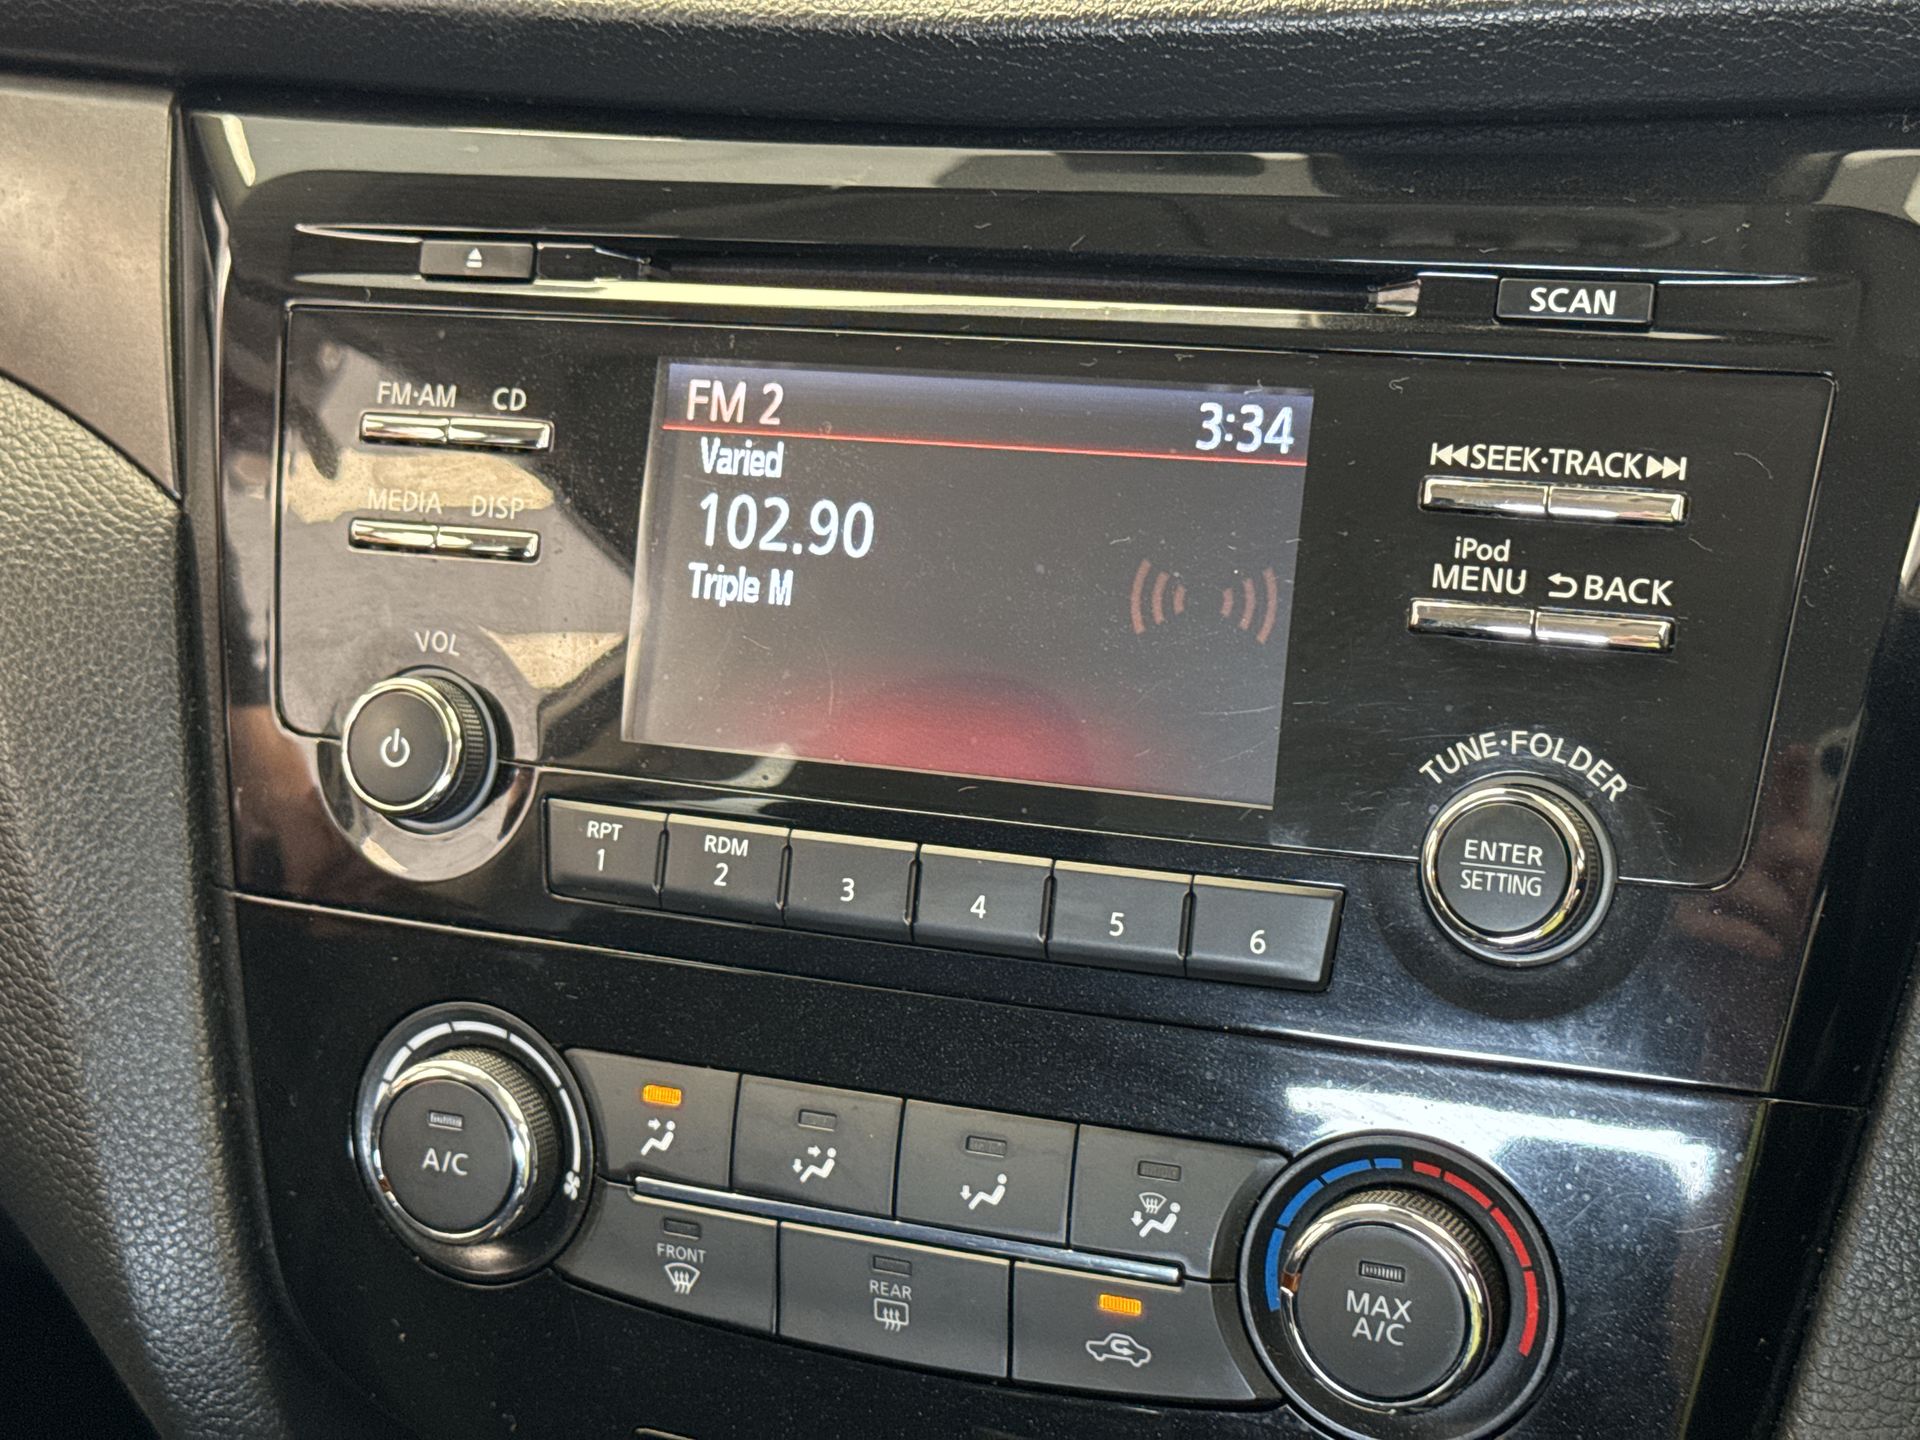 SCAN
FM·AM CD
MEDIA DISP
VOL
FM 2 3:34
Varied
102.90
Triple M
SEEK·TRACK
iPod
MENU BACK
TUNE·FOLDER
ENTER
SETTING
RPT
1
RDM
2
3
4
5
6
A/C
FRONT
REAR
MAX
A/C